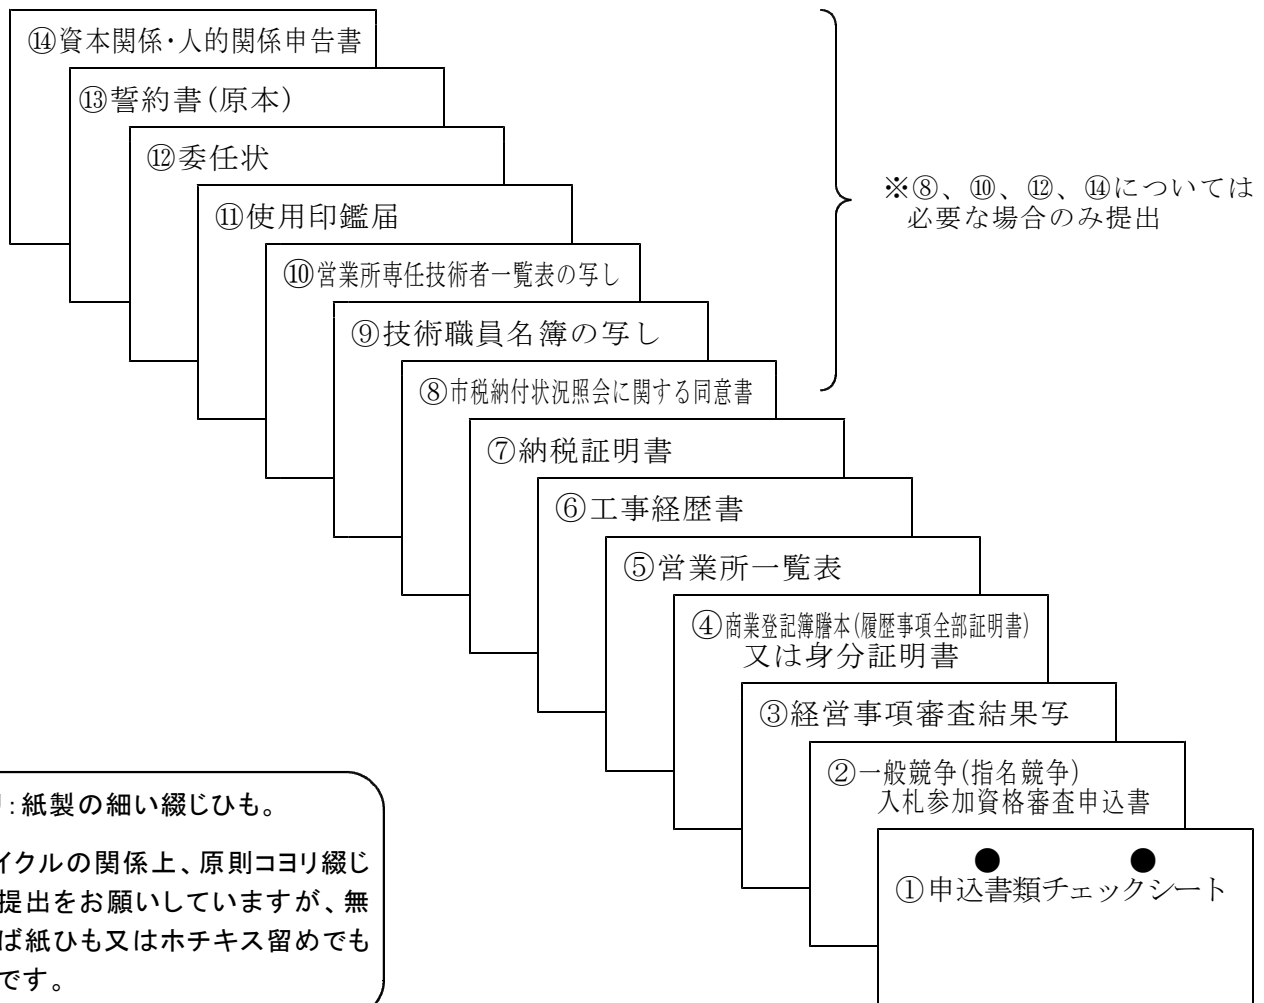 ⑭資本関係・人的関係申告書
⑬誓約書(原本)
⑫委任状
⑪使用印鑑届
⑩営業所専任技術者一覧表の写し
⑨技術職員名簿の写し
⑧市税納付状況照会に関する同意書
⑦納税証明書
⑥工事経歴書
⑤営業所一覧表
④商業登記簿謄本(履歴事項全部証明書)
又は身分証明書
③経営事項審査結果写
②一般競争(指名競争)
入札参加資格審査申込書
①申込書類チェックシート
※⑧、⑩、⑫、⑭については
必要な場合のみ提出
:紙製の細い綴じひも。
イクルの関係上、原則コヨリ綴じ
提出をお願いしていますが、無
ば紙ひも又はホチキス留めでも
です。